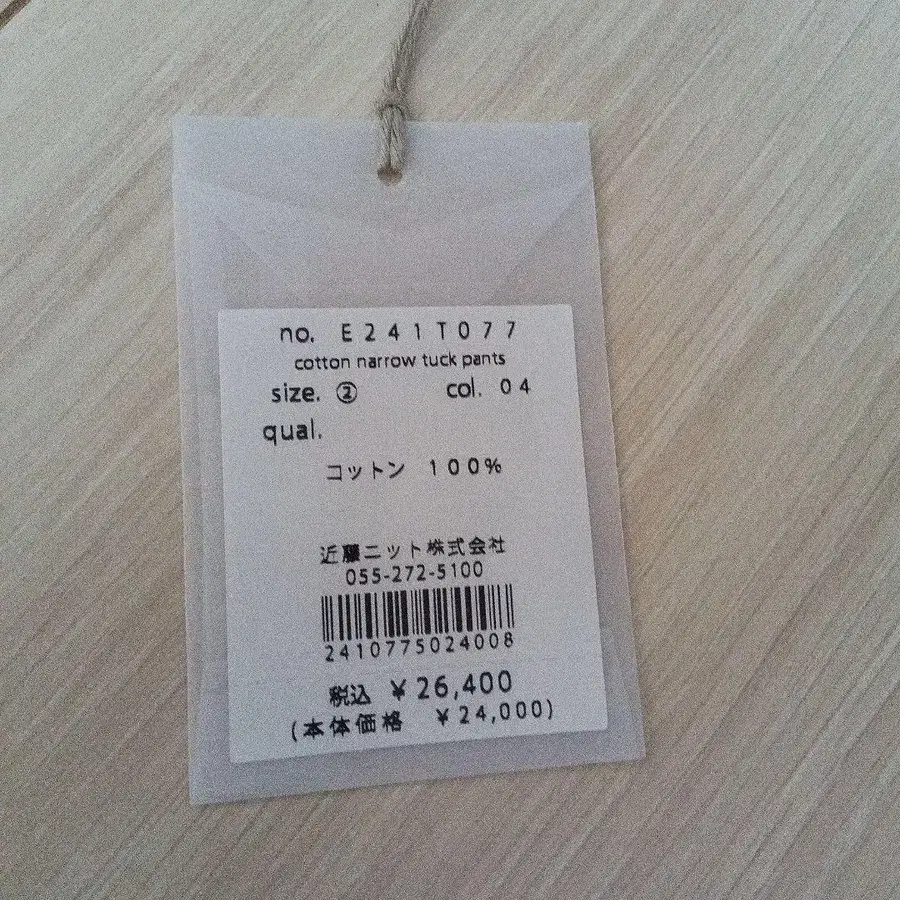 no. E241T077
cotton narrow tuck pants
size. ② col. 04
qual.
コットン 100%
近藤ニット株式会社
055-272-5100
2410775024008
税込 ¥26,400
(本体価格 ¥24,000)